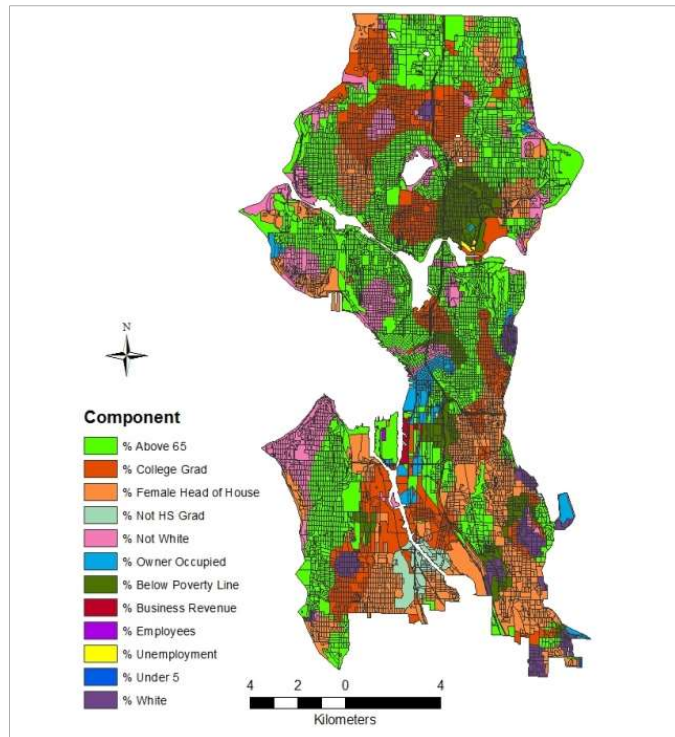 N
Component
% Above 65
% College Grad
% Female Head of House
% Not HS Grad
% Not White
% Owner Occupied
% Below Poverty Line
% Business Revenue
% Employees
% Unemployment
% Under 5
% White
4 2 0 4
Kilometers